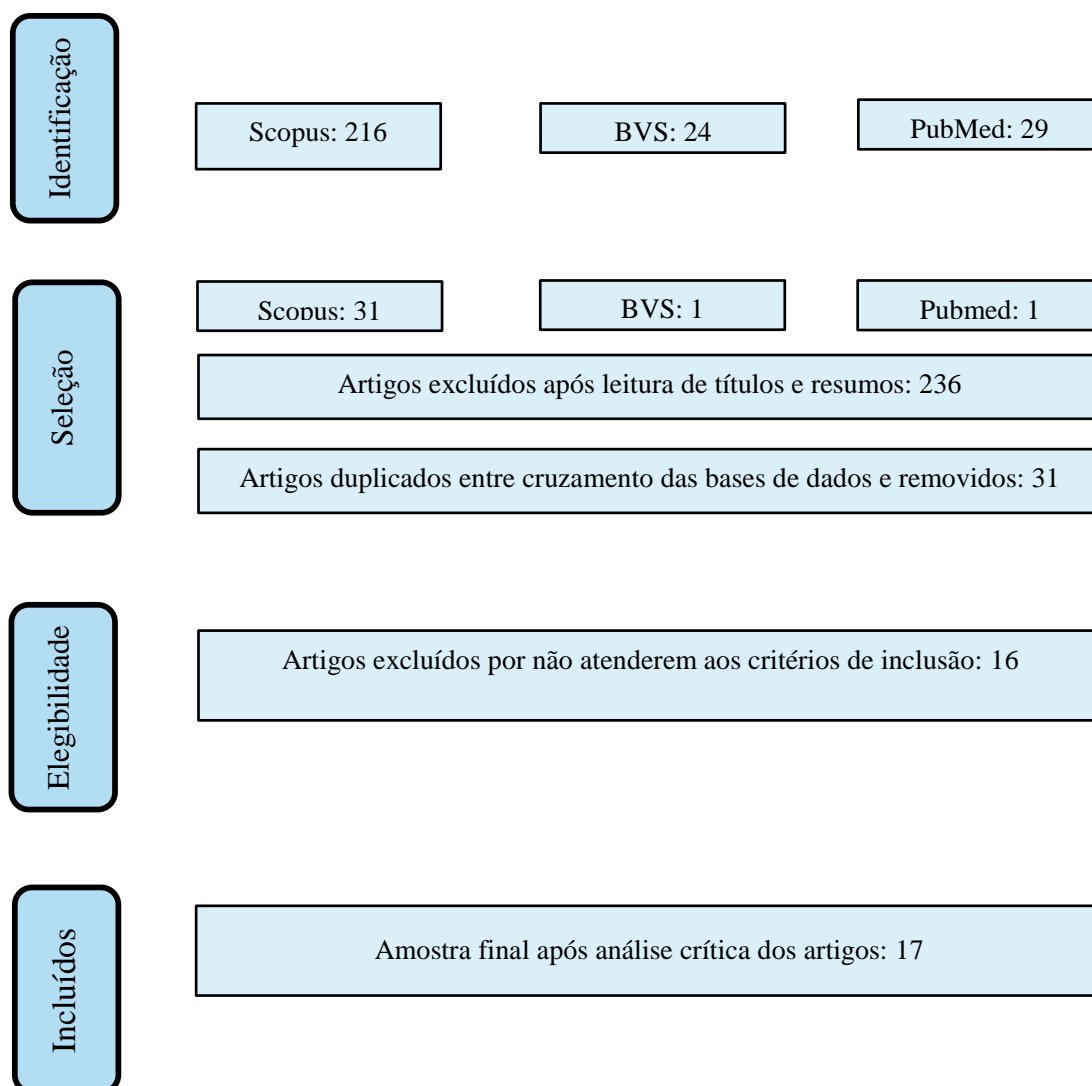 Identificação
Scopus: 216
BVS: 24
PubMed: 29
Seleção
Scopus: 31
BVS: 1
Pubmed: 1
Artigos excluídos após leitura de títulos e resumos: 236
Artigos duplicados entre cruzamento das bases de dados e removidos: 31
Elegibilidade
Artigos excluídos por não atenderem aos critérios de inclusão: 16
Incluídos
Amostra final após análise crítica dos artigos: 17